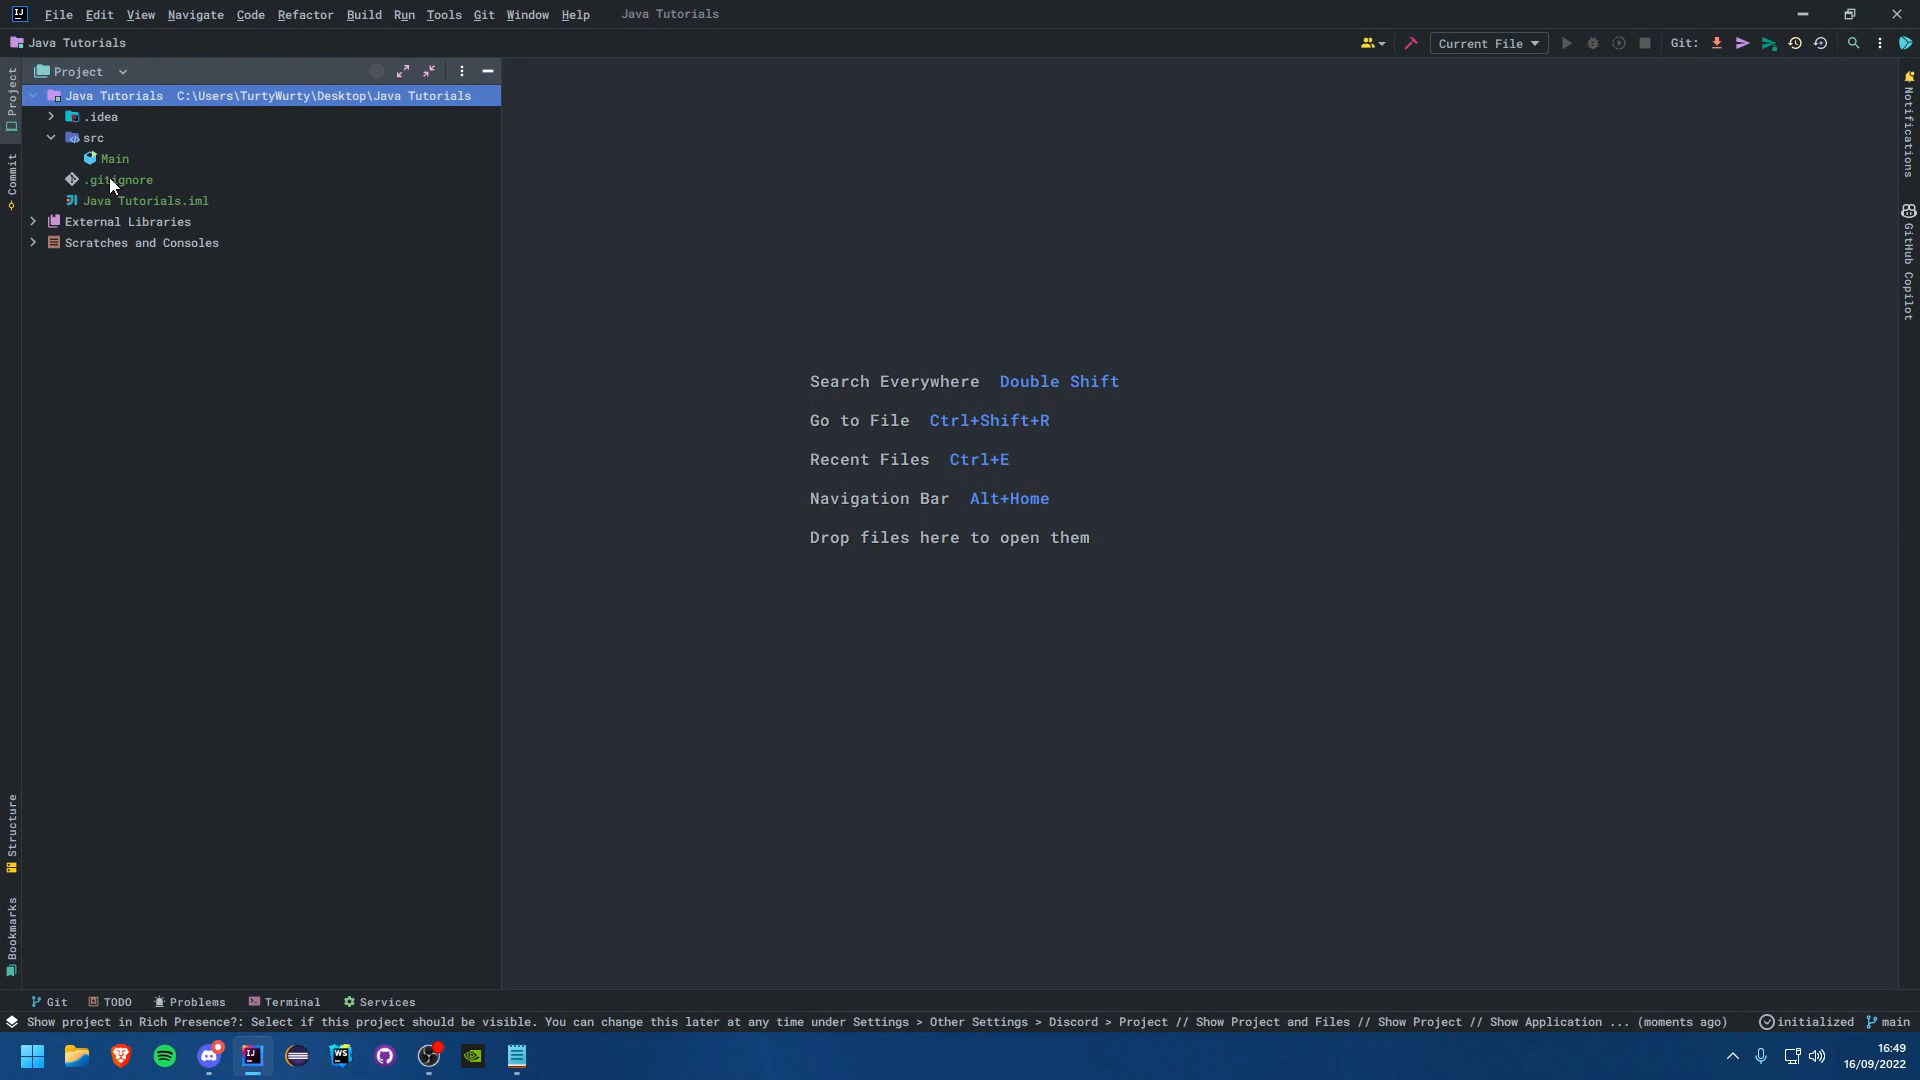 File Edit View Navigate Code Refactor Build Run Tools Git Window Help Java Tutorials
Java Tutorials
Current File
Git:
Project
Project
Java Tutorials C:\Users\TurtyWurty\Desktop\Java Tutorials
.idea
src
Main
.gitignore
Java Tutorials.iml
External Libraries
Scratches and Consoles
Commit
Structure
Bookmarks
Search Everywhere Double Shift
Go to File Ctrl+Shift+R
Recent Files Ctrl+E
Navigation Bar Alt+Home
Drop files here to open them
Notifications
GitHub Copilot
Git TODO Problems Terminal Services
Show project in Rich Presence?: Select if this project should be visible. You can change this later at any time under Settings > Other Settings > Discord > Project // Show Project and Files // Show Project // Show Application ... (moments ago) initialized main
IJ
WS
16:49
16/09/2022